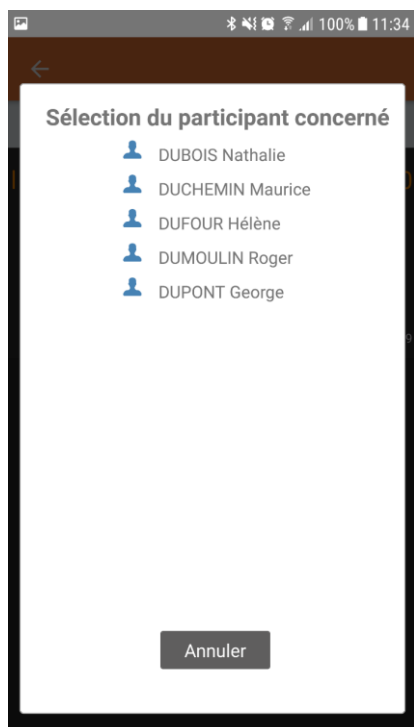 100% 11:34
Sélection du participant concerné
DUBOIS Nathalie
DUCHEMIN Maurice
DUFOUR Hélène
DUMOULIN Roger
DUPONT George
Annuler